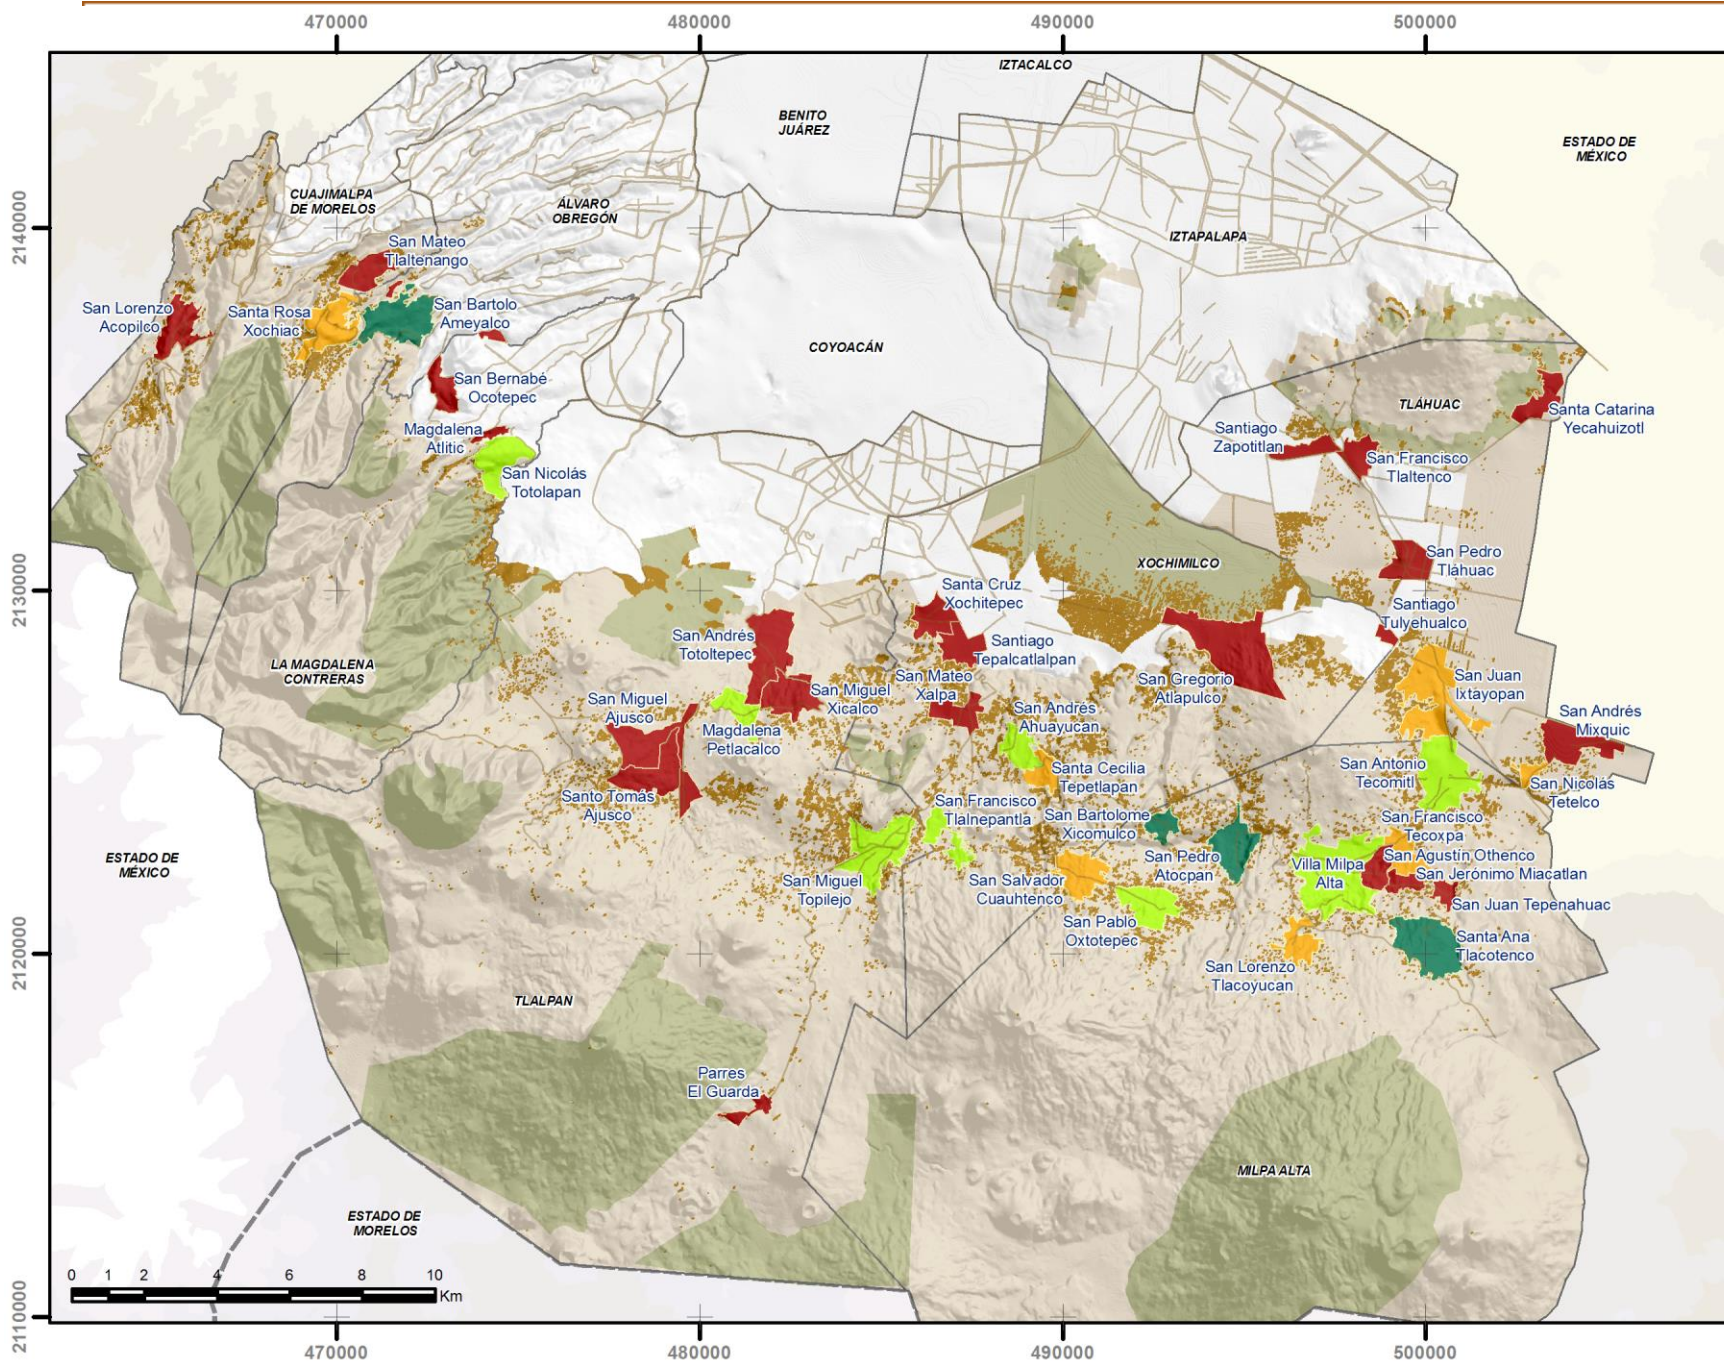 470000
480000
490000
500000
IZTACALCO
BENITO
JUÁREZ
ESTADO DE
MÉXICO
CUAJIMALPA
DE MORELOS
ÁLVARO
OBREGÓN
2140000
IZTAPALAPA
San Mateo
Tlaltenango
San Lorenzo
Acopilco
Santa Rosa
Xochiac
San Bartolo
Ameyalco
COYOACÁN
San Bernabé
Ocotepec
TLÁHUAC
Santa Catarina
Yecahuizotl
Magdalena
Atlitic
Santiago
Zapotitlan
San Francisco
Tlaltenco
San Nicolás
Totolapan
2130000
XOCHIMILCO
San Pedro
Tláhuac
Santa Cruz
Xochitepec
Santiago
Tulyehualco
San Andrés
Totoltepec
Santiago
Tepalcatlalpan
LA MAGDALENA
CONTRERAS
San Mateo
Xalpa
San Gregorio
Atlapulco
San Juan
Ixtayopan
San Miguel
Ajusco
San Miguel
Xicalco
San Andrés
Ahuayucan
San Andrés
Mixquic
Magdalena
Petlacalco
Santa Cecilia
Tepetlapan
San Antonio
Tecomitl
San Nicolás
Tetelco
Santo Tomás
Ajusco
San Francisco
Tlalnepantla
San Bartolome
Xicomulco
San Francisco
Tecoxpa
ESTADO DE
MÉXICO
San Pedro
Atocpan
Villa Milpa
Alta
San Agustín Othenco
San Jerónimo Miacatlan
San Miguel
Topilejo
San Salvador
Cuauhtenco
San Juan Tepenahuac
San Pablo
Oxtotepec
Santa Ana
Tlacotenco
2120000
San Lorenzo
Tlacoyucan
TLALPAN
Parres
El Guarda
MILPA ALTA
ESTADO DE
MORELOS
0 1 2 4 6 8 10
Km
2110000
470000
480000
490000
500000